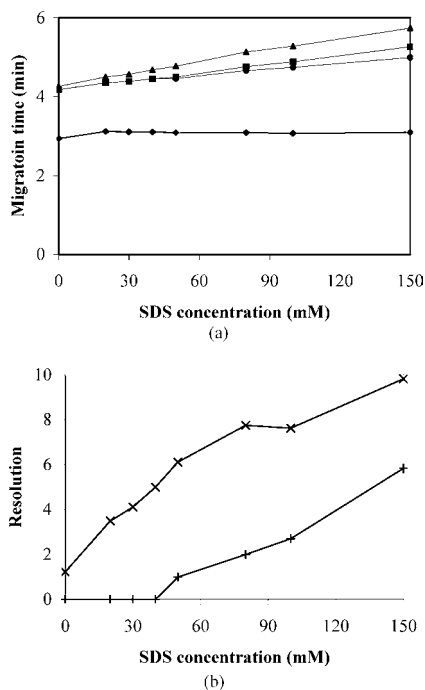 6
4
2
0
Migratoin time (min)
0 30 60 90 120 150
SDS concentration (mM)
(a)
10
8
6
4
2
0
Resolution
0 30 60 90 120 150
SDS concentration (mM)
(b)